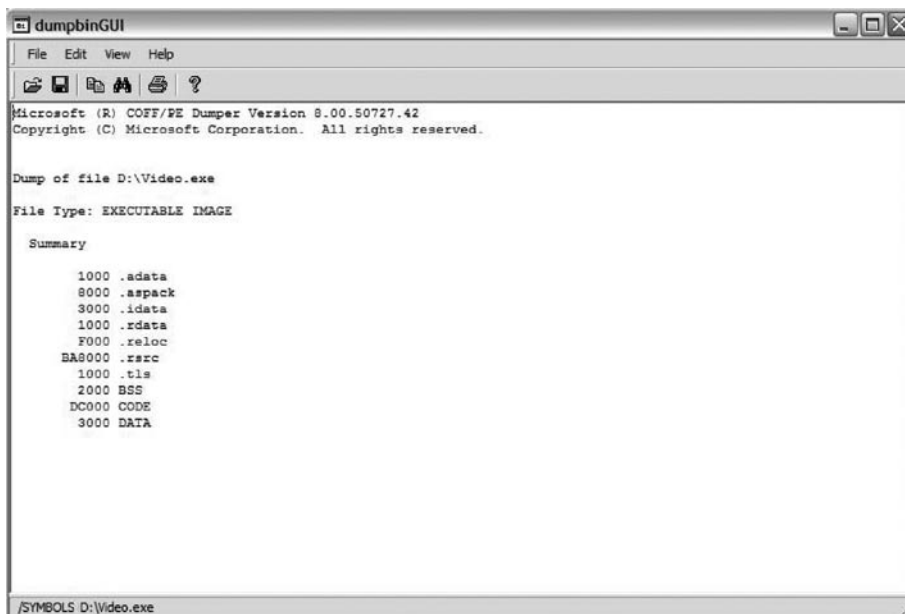 dumpbinGUI
File Edit View Help
Microsoft (R) COFF/PE Dumper Version 8.00.50727.42
Copyright (C) Microsoft Corporation. All rights reserved.
Dump of file D:\Video.exe
File Type: EXECUTABLE IMAGE
Summary
1000 .adata
8000 .aspack
3000 .idata
1000 .rdata
F000 .reloc
BA8000 .rsrc
1000 .tls
2000 BSS
DC000 CODE
3000 DATA
/SYMBOLS D:\Video.exe